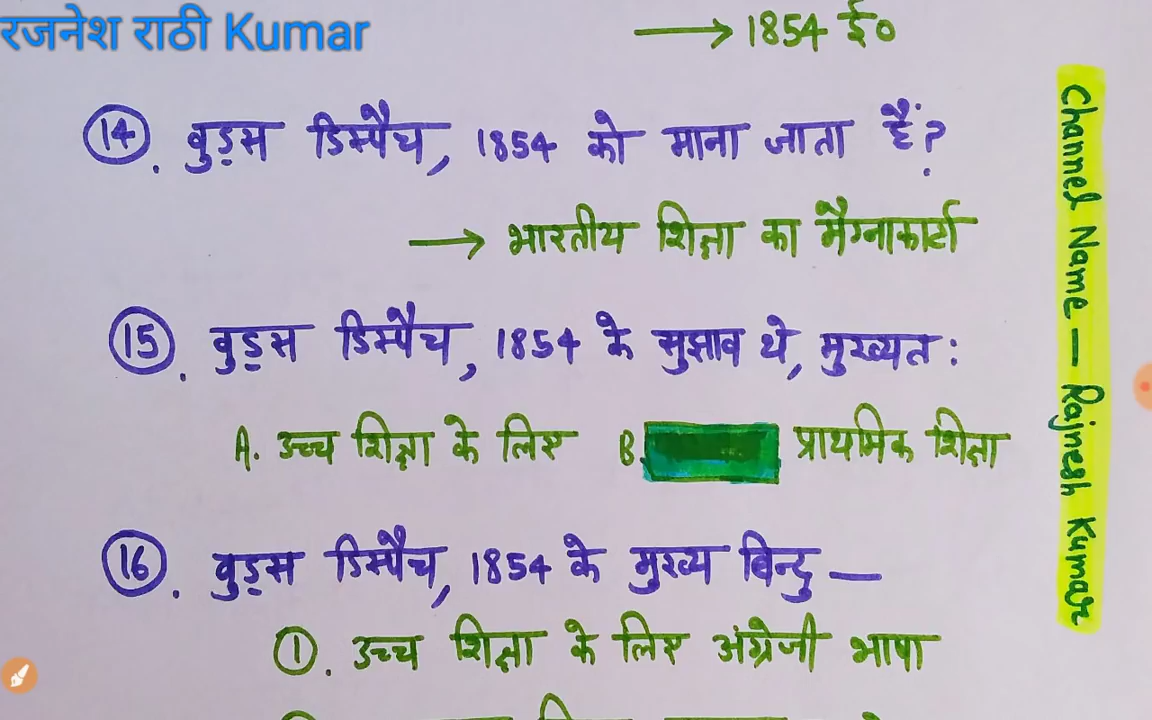 रजनेश राठी Kumar
→ 1854 ई०
14. वुड्स डिस्पैच, 1854 को माना जाता है?
→ भारतीय शिक्षा का मैग्नाकार्टा
15. वुड्स डिस्पैच, 1854 के सुझाव थे, मुख्यत:
A. उच्च शिक्षा के लिए B. प्राथमिक शिक्षा
16. वुड्स डिस्पैच, 1854 के मुख्य बिन्दु —
1. उच्च शिक्षा के लिए अंग्रेजी भाषा
Channel Name — Rajnesh Kumar